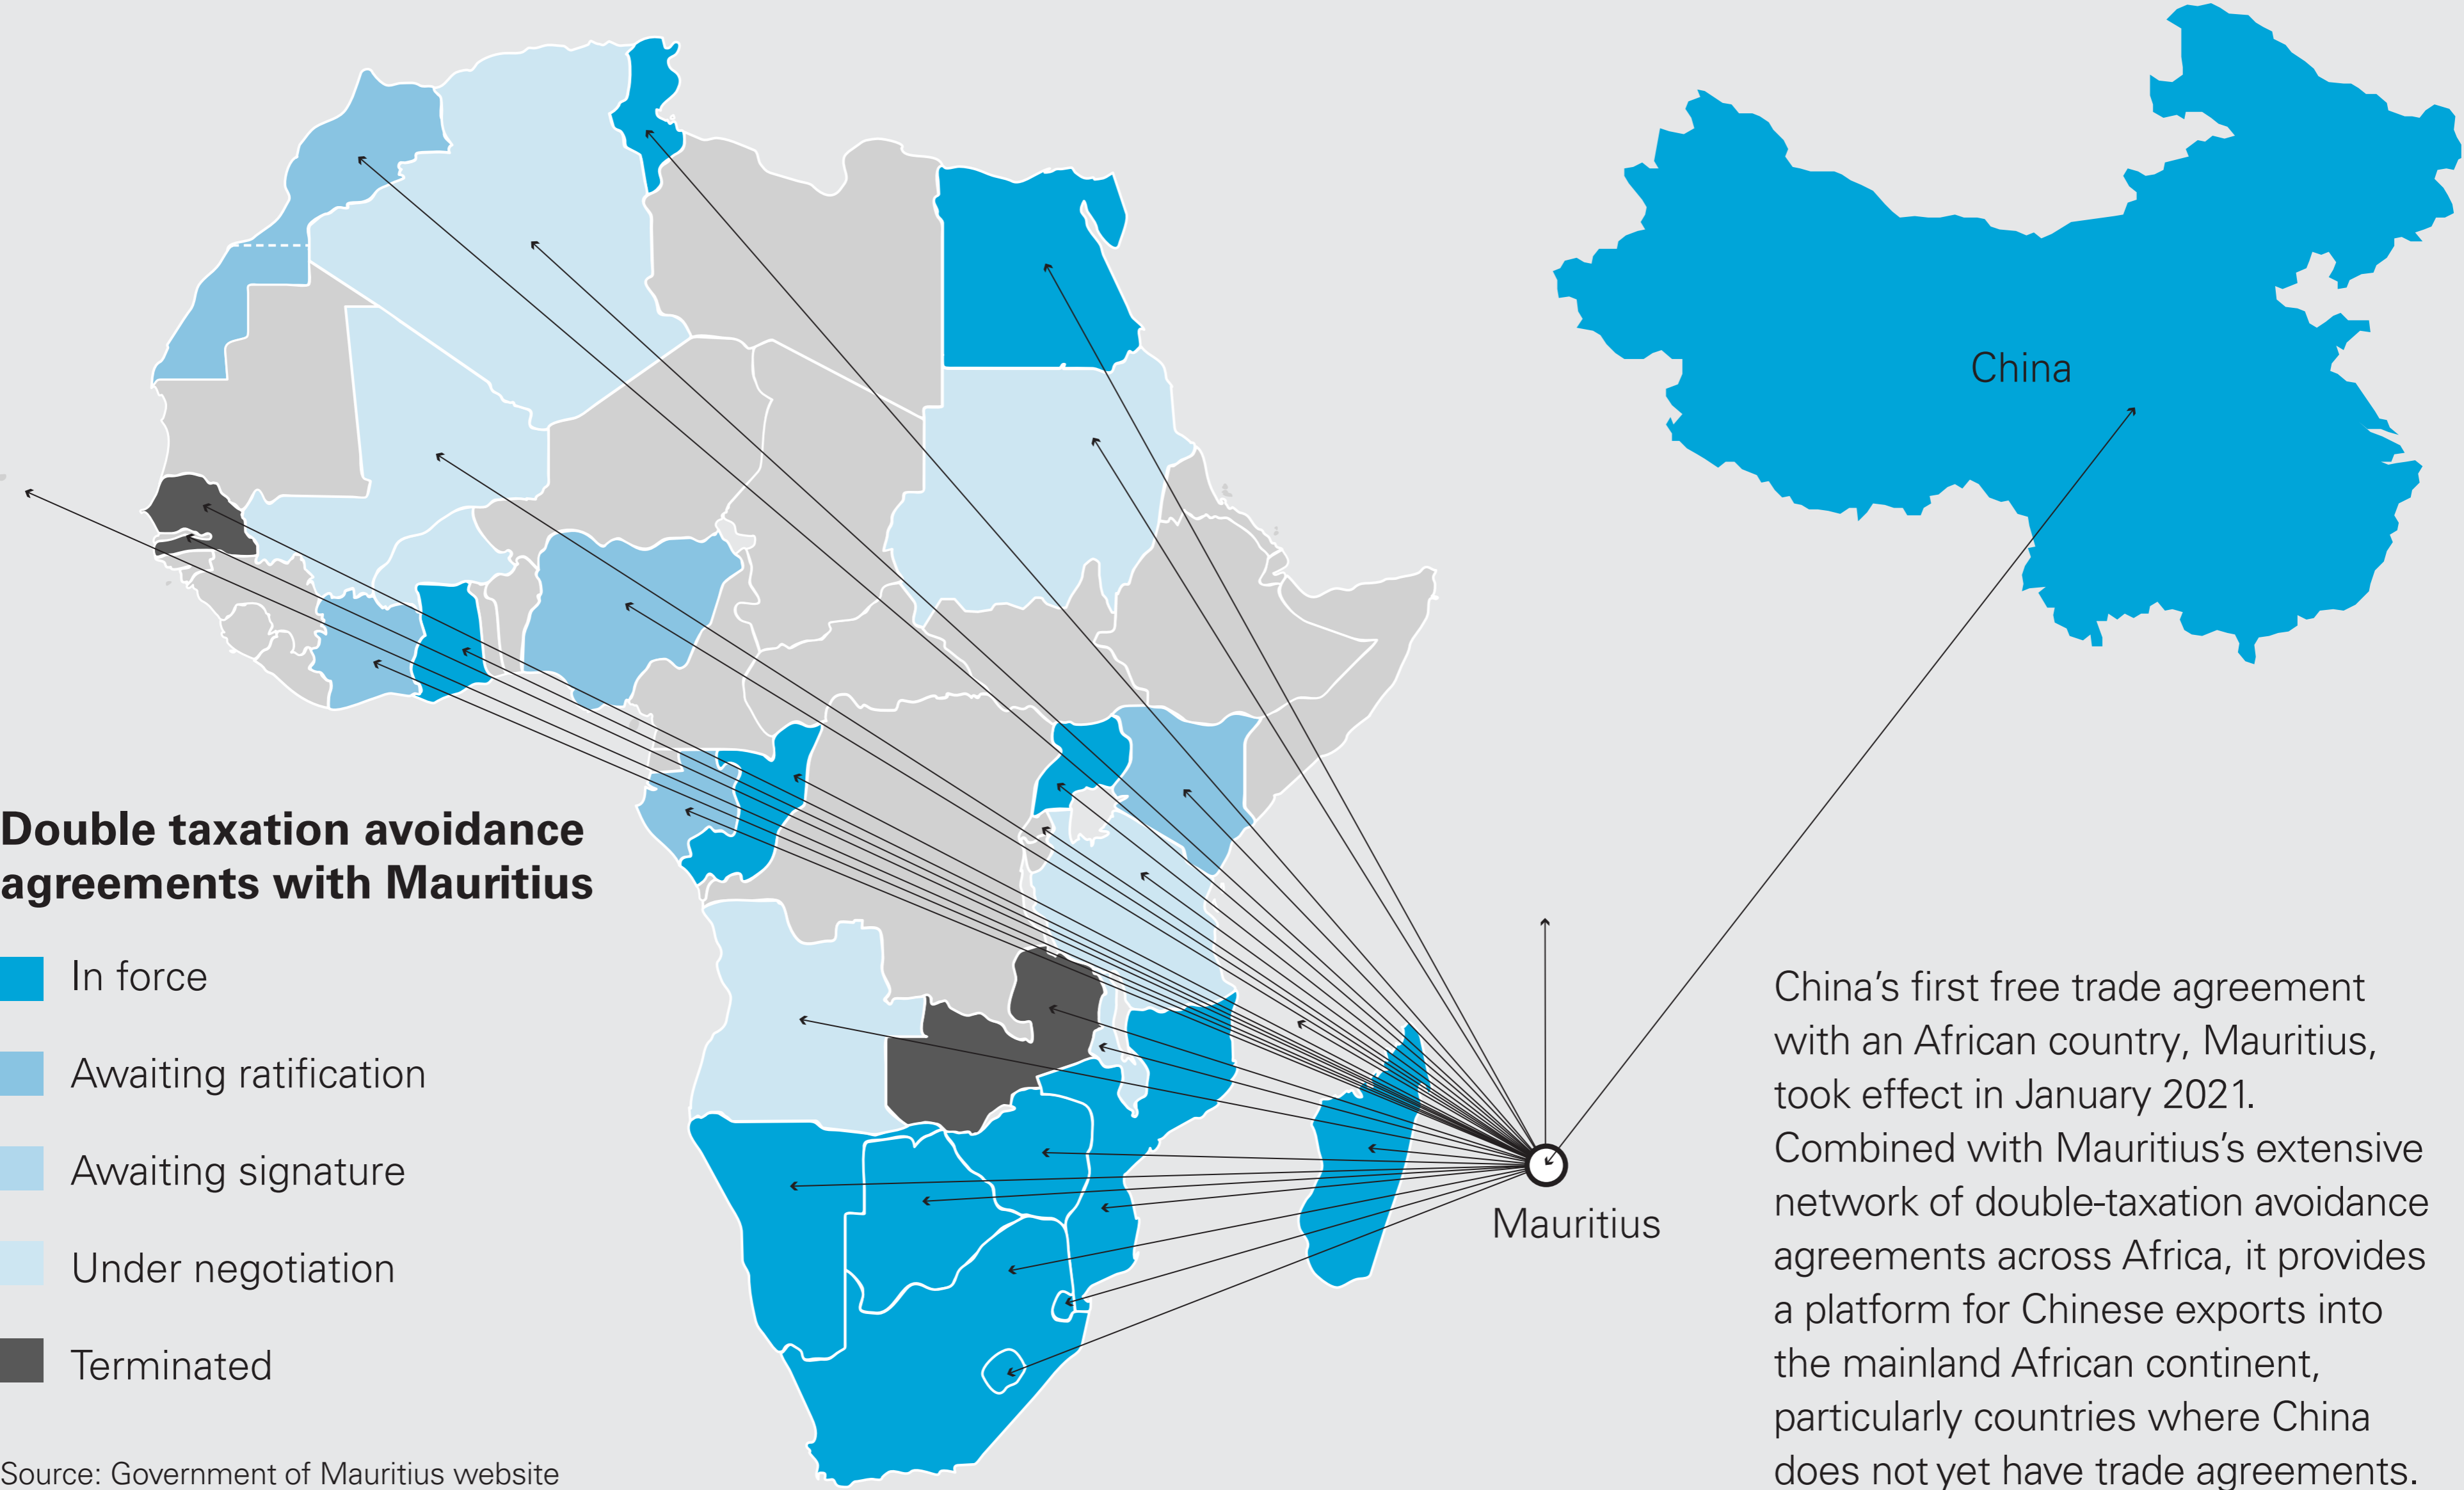 China
Double taxation avoidance
agreements with Mauritius
In force
Awaiting ratification
Awaiting signature
Under negotiation
Terminated
Source: Government of Mauritius website
Mauritius
China’s first free trade agreement
with an African country, Mauritius,
took effect in January 2021.
Combined with Mauritius’s extensive
network of double-taxation avoidance
agreements across Africa, it provides
a platform for Chinese exports into
the mainland African continent,
particularly countries where China
does not yet have trade agreements.